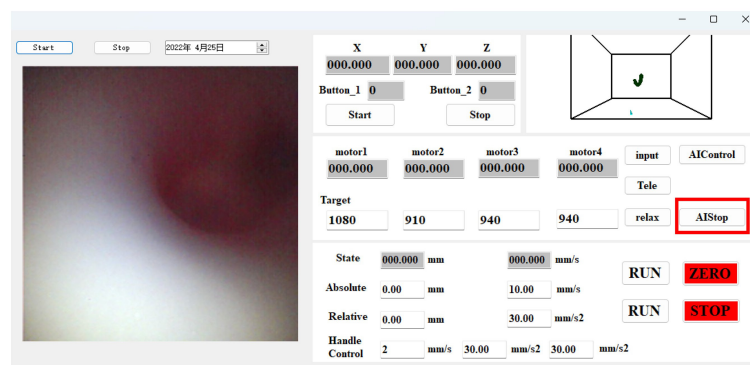 Start Stop 2022年 4月25日
X Y Z
000.000 000.000 000.000
Button_1 0 Button_2 0
Start Stop
motor1 motor2 motor3 motor4 input AIControl
000.000 000.000 000.000 000.000
Tele
Target
1080 910 940 940 relax AIStop
State 000.000 mm 000.000 mm/s
RUN ZERO
Absolute 0.00 mm 10.00 mm/s
Relative 0.00 mm 30.00 mm/s2 RUN STOP
Handle
Control 2 mm/s 30.00 mm/s2 30.00 mm/s2